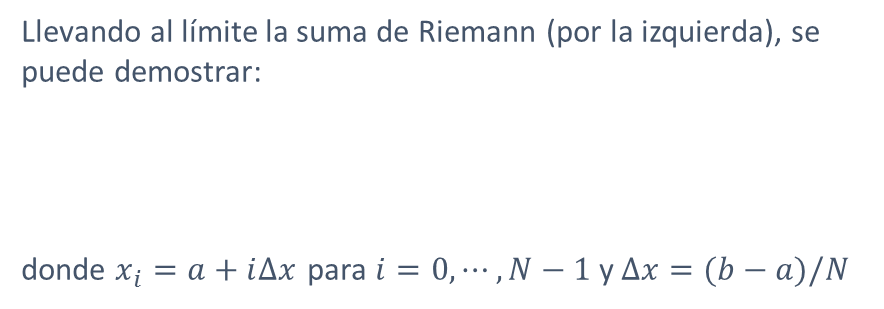 Llevando al límite la suma de Riemann (por la izquierda), se
puede demostrar:
donde 𝑥ᵢ = 𝑎 + 𝑖Δ𝑥 para 𝑖 = 0, ⋯ , 𝑁 − 1 y Δ𝑥 = (𝑏 − 𝑎)/𝑁